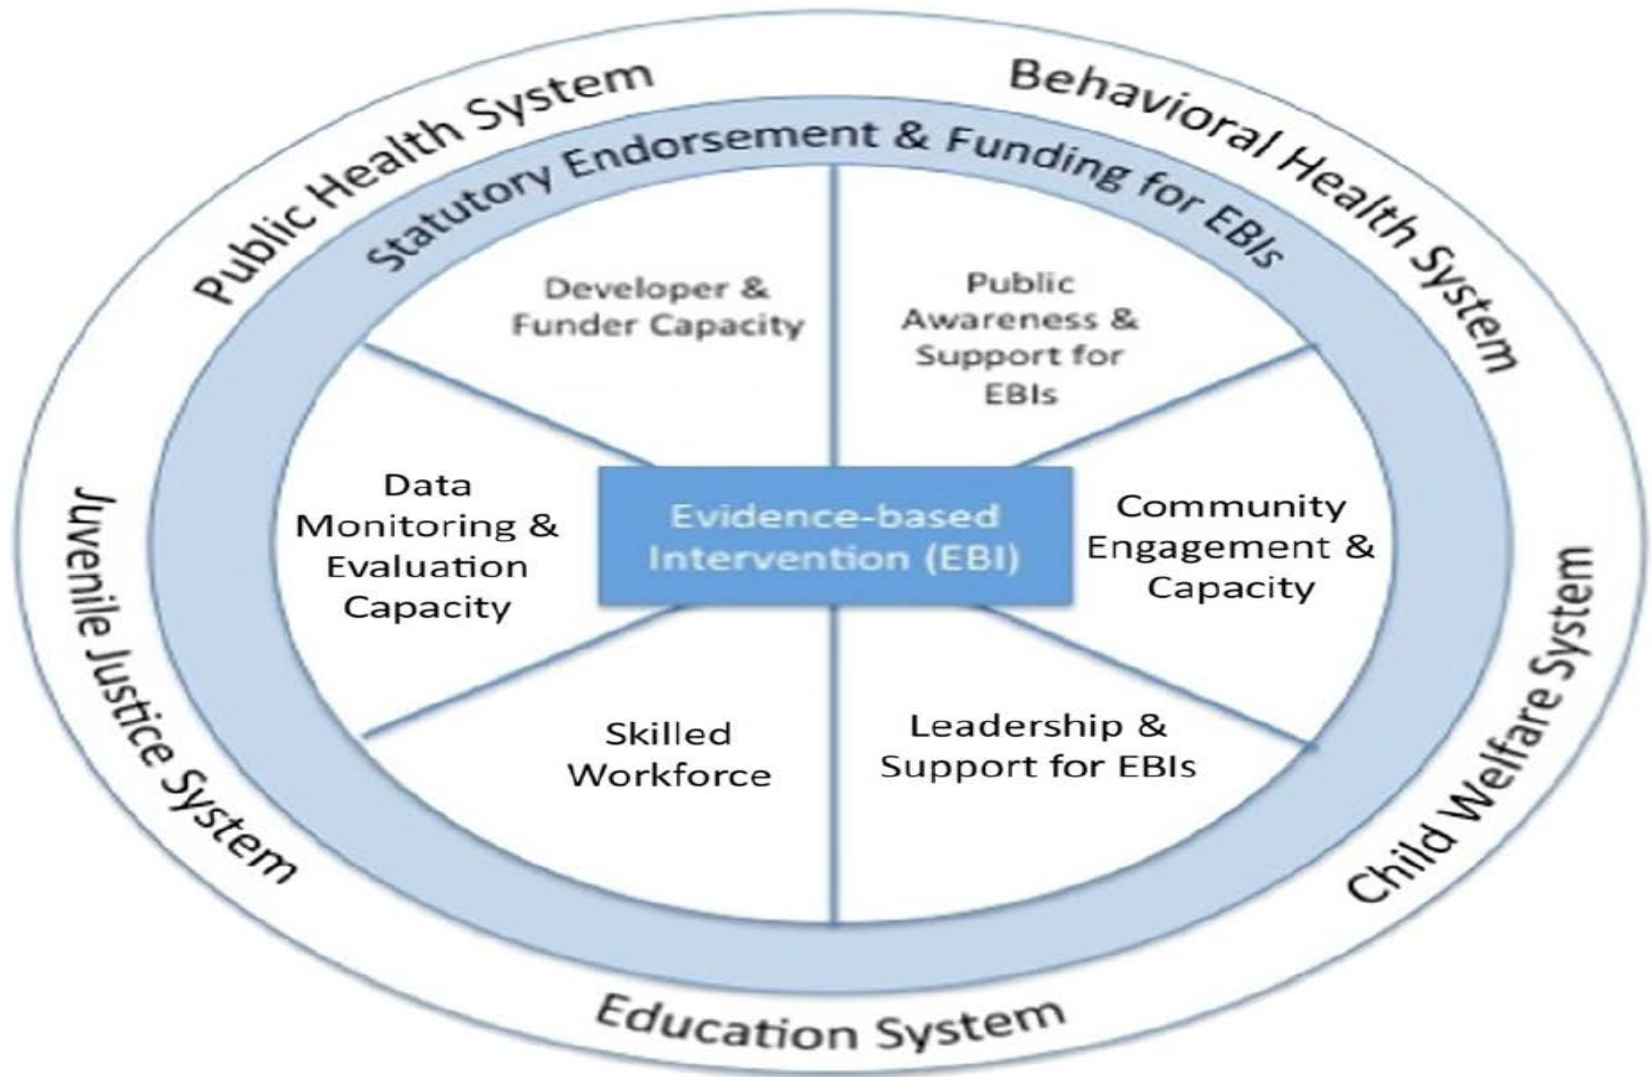 Public Health System
Behavioral Health System
Statutory Endorsement & Funding for EBIs
Developer &
Funder Capacity
Public
Awareness &
Support for
EBIs
Data
Monitoring &
Evaluation
Capacity
Evidence-based
Intervention (EBI)
Community
Engagement &
Capacity
Skilled
Workforce
Leadership &
Support for EBIs
Juvenile Justice System
Child Welfare System
Education System